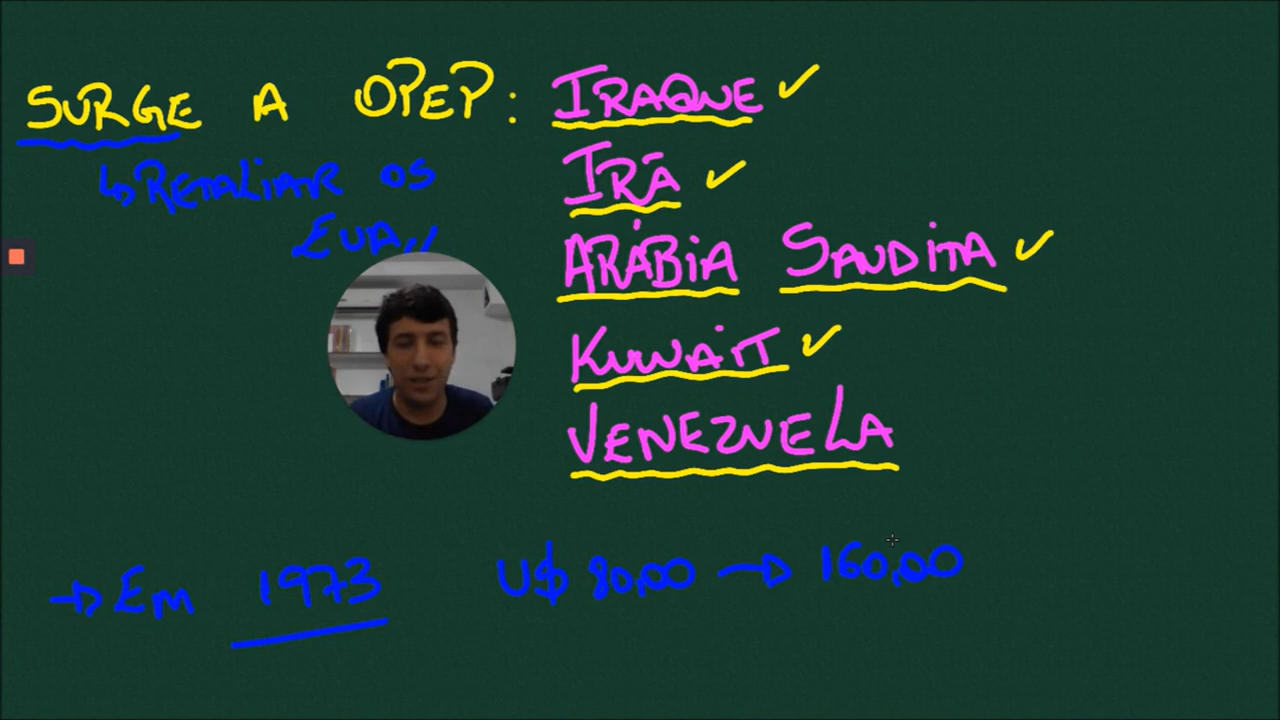 SURGE A OPEP: IRAQUE ✓
↳ RETALIAR OS
EUA,,
IRÃ ✓
ARÁBIA SAUDITA ✓
KUWAIT ✓
VENEZUELA
→ EM 1973 U$ 80,00 → 160,00